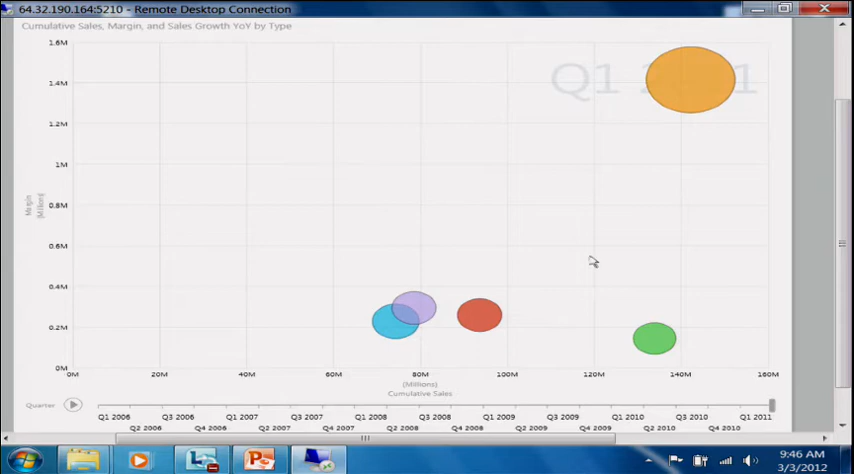 64.32.190.164:5210 - Remote Desktop Connection
Cumulative Sales, Margin, and Sales Growth YoY by Type
Q1 2011
1.6M
1.4M
1.2M
1M
0.8M
0.6M
0.4M
0.2M
0M
Margin
(Millions)
0M 20M 40M 60M 80M 100M 120M 140M 160M
(Millions)
Cumulative Sales
Quarter
Q1 2006 Q3 2006 Q1 2007 Q3 2007 Q1 2008 Q3 2008 Q1 2009 Q3 2009 Q1 2010 Q3 2010 Q1 2011
Q2 2006 Q4 2006 Q2 2007 Q4 2007 Q2 2008 Q4 2008 Q2 2009 Q4 2009 Q2 2010 Q4 2010
9:46 AM
3/3/2012